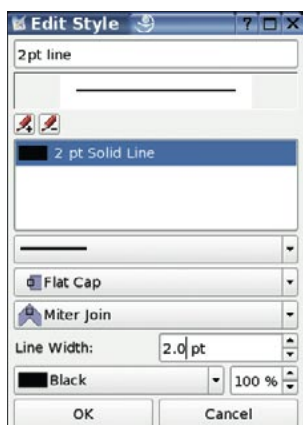 Edit Style ?
2pt line
2 pt Solid Line
Flat Cap
Miter Join
Line Width: 2.0 pt
Black 100 %
OK Cancel